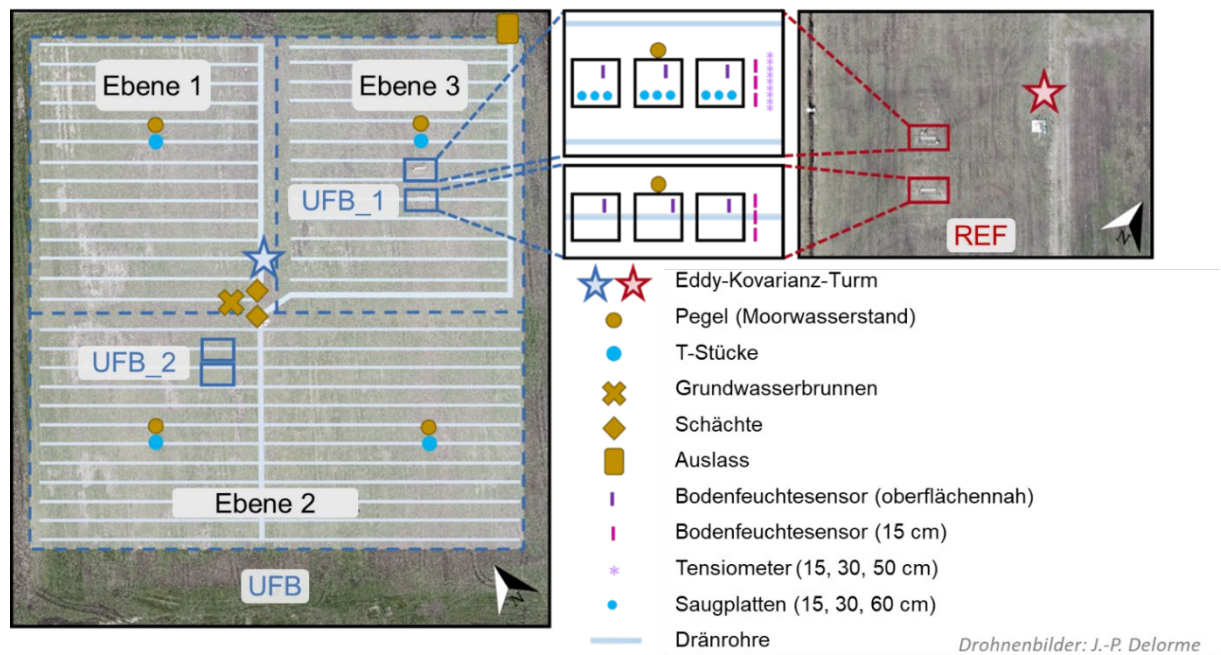 Ebene 1
Ebene 3
UFB_1
UFB_2
Ebene 2
UFB
N
REF
N
Eddy-Kovarianz-Turm
Pegel (Moorwasserstand)
T-Stücke
Grundwasserbrunnen
Schächte
Auslass
Bodenfeuchtesensor (oberflächennah)
Bodenfeuchtesensor (15 cm)
Tensiometer (15, 30, 50 cm)
Saugplatten (15, 30, 60 cm)
Dränrohre
Drohnenbilder: J.-P. Delorme